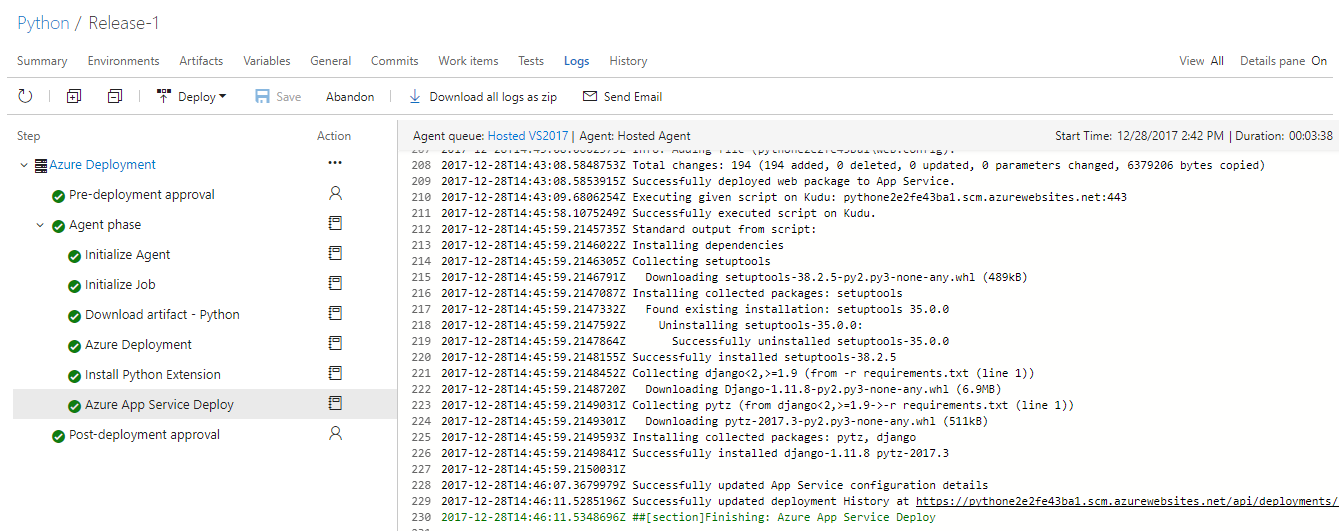 Python / Release-1
Summary Environments Artifacts Variables General Commits Work items Tests Logs History View All Details pane On
Deploy Save Abandon Download all logs as zip Send Email
Step Action
Agent queue: Hosted VS2017 | Agent: Hosted Agent Start Time: 12/28/2017 2:42 PM | Duration: 00:03:38
Azure Deployment ...
Pre-deployment approval
Agent phase
Initialize Agent
Initialize Job
Download artifact - Python
Azure Deployment
Install Python Extension
Azure App Service Deploy
Post-deployment approval
208 2017-12-28T14:43:08.5848753Z Total changes: 194 (194 added, 0 deleted, 0 updated, 0 parameters changed, 6379206 bytes copied)
209 2017-12-28T14:43:08.5853915Z Successfully deployed web package to App Service.
210 2017-12-28T14:43:09.6806254Z Executing given script on Kudu: pythone2e2fe43ba1.scm.azurewebsites.net:443
211 2017-12-28T14:45:58.1075249Z Successfully executed script on Kudu.
212 2017-12-28T14:45:59.2145735Z Standard output from script:
213 2017-12-28T14:45:59.2146022Z Installing dependencies
214 2017-12-28T14:45:59.2146305Z Collecting setuptools
215 2017-12-28T14:45:59.2146791Z Downloading setuptools-38.2.5-py2.py3-none-any.whl (489kB)
216 2017-12-28T14:45:59.2147087Z Installing collected packages: setuptools
217 2017-12-28T14:45:59.2147332Z Found existing installation: setuptools 35.0.0
218 2017-12-28T14:45:59.2147592Z Uninstalling setuptools-35.0.0:
219 2017-12-28T14:45:59.2147864Z Successfully uninstalled setuptools-35.0.0
220 2017-12-28T14:45:59.2148155Z Successfully installed setuptools-38.2.5
221 2017-12-28T14:45:59.2148452Z Collecting django<2,>=1.9 (from -r requirements.txt (line 1))
222 2017-12-28T14:45:59.2148720Z Downloading Django-1.11.8-py2.py3-none-any.whl (6.9MB)
223 2017-12-28T14:45:59.2149031Z Collecting pytz (from django<2,>=1.9->-r requirements.txt (line 1))
224 2017-12-28T14:45:59.2149301Z Downloading pytz-2017.3-py2.py3-none-any.whl (511kB)
225 2017-12-28T14:45:59.2149593Z Installing collected packages: pytz, django
226 2017-12-28T14:45:59.2149841Z Successfully installed django-1.11.8 pytz-2017.3
227 2017-12-28T14:45:59.2150031Z
228 2017-12-28T14:46:07.3679979Z Successfully updated App Service configuration details
229 2017-12-28T14:46:11.5285196Z Successfully updated deployment History at https://pythone2e2fe43ba1.scm.azurewebsites.net/api/deployments/
230 2017-12-28T14:46:11.5348696Z ##[section]Finishing: Azure App Service Deploy